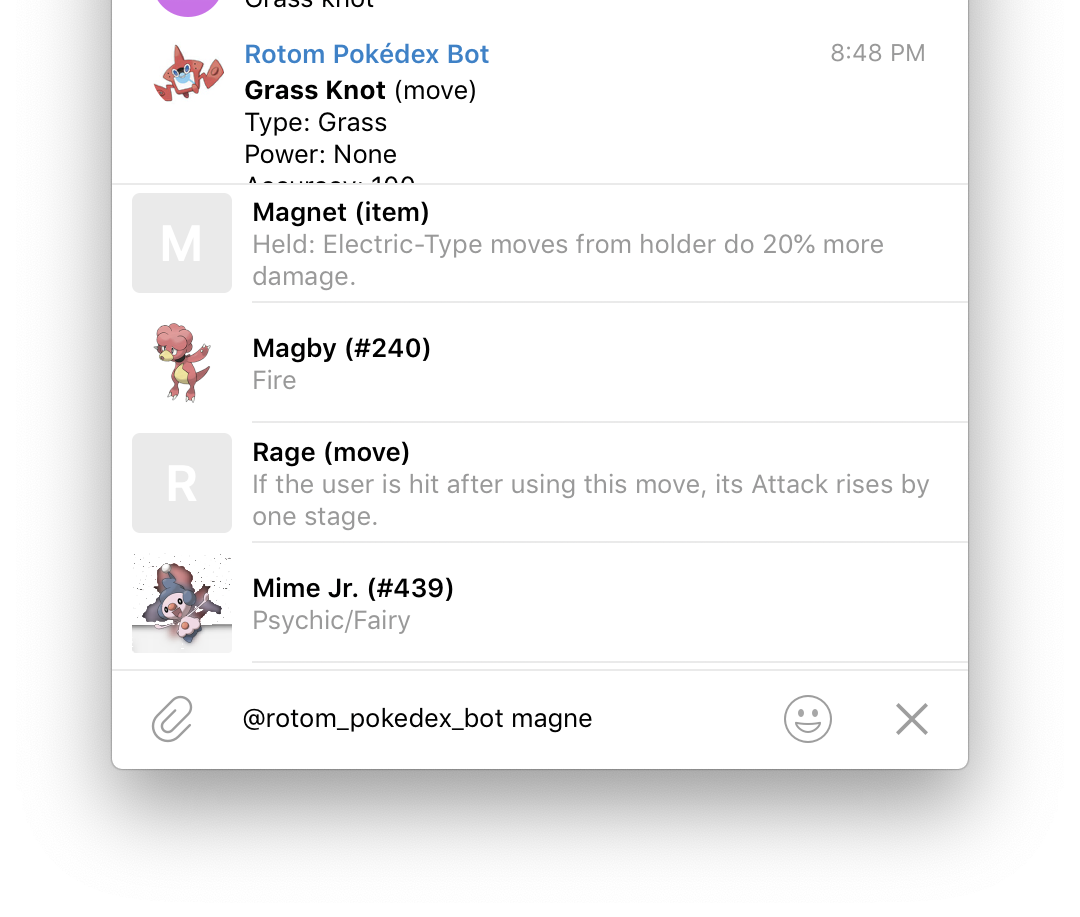 Grass knot
Rotom Pokédex Bot
8:48 PM
Grass Knot (move)
Type: Grass
Power: None
Accuracy: 100
M
Magnet (item)
Held: Electric-Type moves from holder do 20% more
damage.
Magby (#240)
Fire
R
Rage (move)
If the user is hit after using this move, its Attack rises by
one stage.
Mime Jr. (#439)
Psychic/Fairy
@rotom_pokedex_bot magne